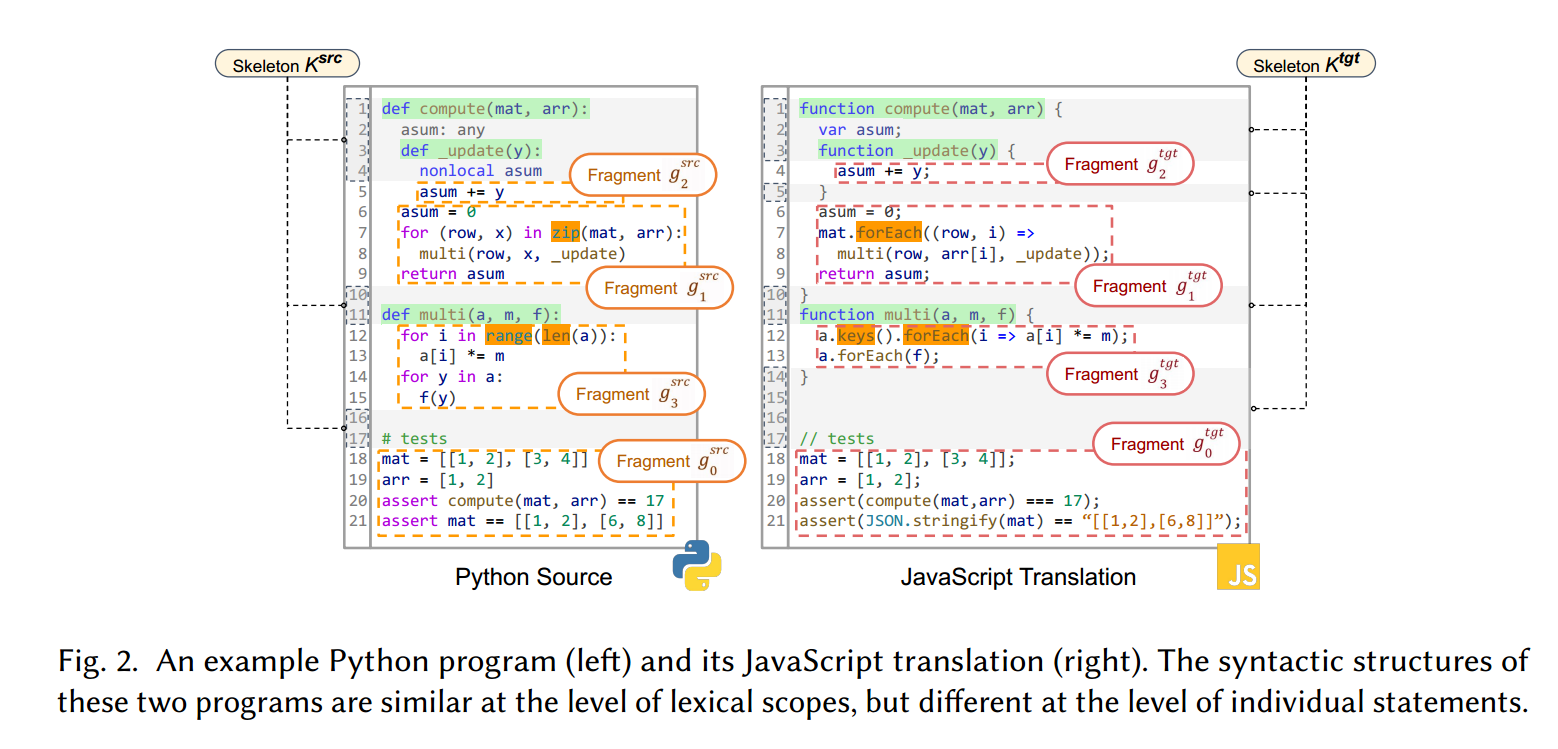 Skeleton K^src
Skeleton K^tgt
1 def compute(mat, arr):
2 asum: any
3 def _update(y):
4 nonlocal asum
Fragment g_2^src
5 asum += y
6 asum = 0
7 for (row, x) in zip(mat, arr):
8 multi(row, x, _update)
9 return asum
Fragment g_1^src
10
11 def multi(a, m, f):
12 for i in range(len(a)):
13 a[i] *= m
14 for y in a:
15 f(y)
Fragment g_3^src
16
17 # tests
18 mat = [[1, 2], [3, 4]]
Fragment g_0^src
19 arr = [1, 2]
20 assert compute(mat, arr) == 17
21 assert mat == [[1, 2], [6, 8]]
Python Source
1 function compute(mat, arr) {
2 var asum;
3 function _update(y) {
4 asum += y;
Fragment g_2^tgt
5 }
6 asum = 0;
7 mat.forEach((row, i) =>
8 multi(row, arr[i], _update));
9 return asum;
Fragment g_1^tgt
10 }
11 function multi(a, m, f) {
12 a.keys().forEach(i => a[i] *= m);
13 a.forEach(f);
Fragment g_3^tgt
14 }
15
16
17 // tests
Fragment g_0^tgt
18 mat = [[1, 2], [3, 4]];
19 arr = [1, 2];
20 assert(compute(mat,arr) === 17);
21 assert(JSON.stringify(mat) == “[[1,2],[6,8]]”);
JavaScript Translation
JS
Fig. 2. An example Python program (left) and its JavaScript translation (right). The syntactic structures of
these two programs are similar at the level of lexical scopes, but different at the level of individual statements.